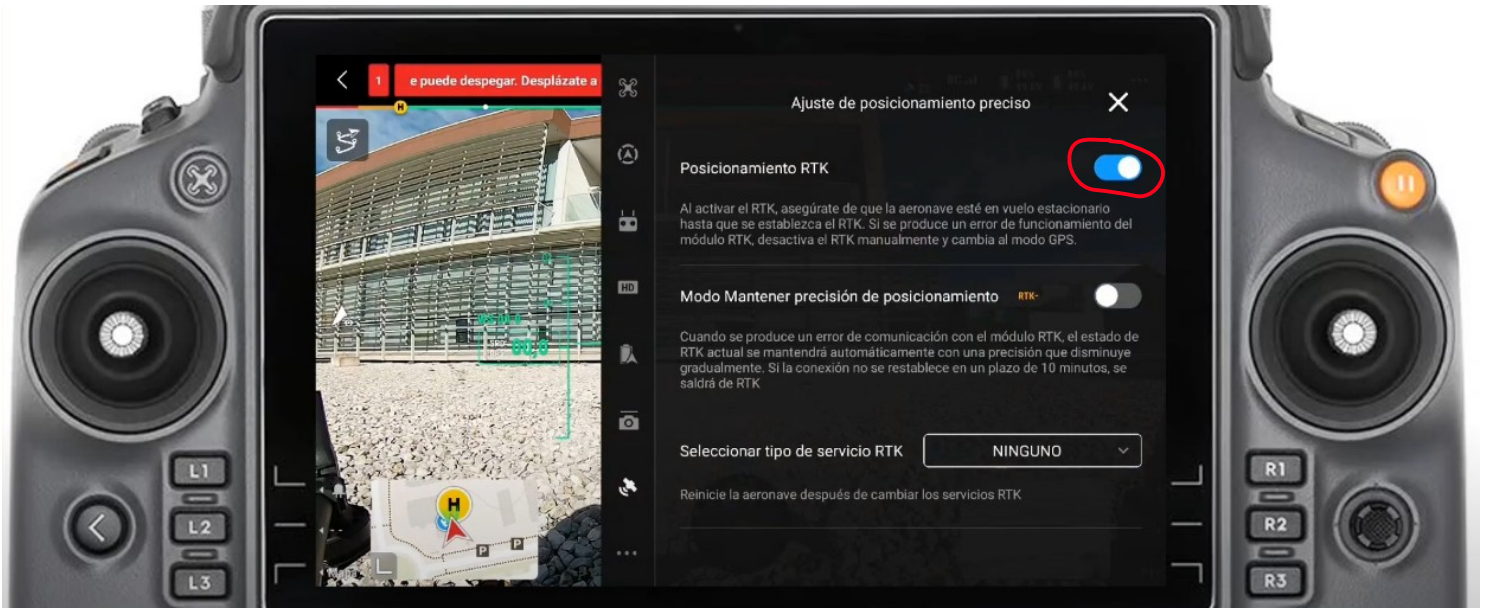 1 e puede despegar. Desplázate a
H
Ajuste de posicionamiento preciso
Posicionamiento RTK
Al activar el RTK, asegúrate de que la aeronave esté en vuelo estacionario
hasta que se establezca el RTK. Si se produce un error de funcionamiento del
módulo RTK, desactiva el RTK manualmente y cambia al modo GPS.
HD
Modo Mantener precisión de posicionamiento RTK-
Cuando se produce un error de comunicación con el módulo RTK, el estado de
RTK actual se mantendrá automáticamente con una precisión que disminuye
gradualmente. Si la conexión no se restablece en un plazo de 10 minutos, se
saldrá de RTK
00,0
Seleccionar tipo de servicio RTK NINGUNO
Reinicie la aeronave después de cambiar los servicios RTK
H
P P
Mapa
L1
L2
L3
R1
R2
R3